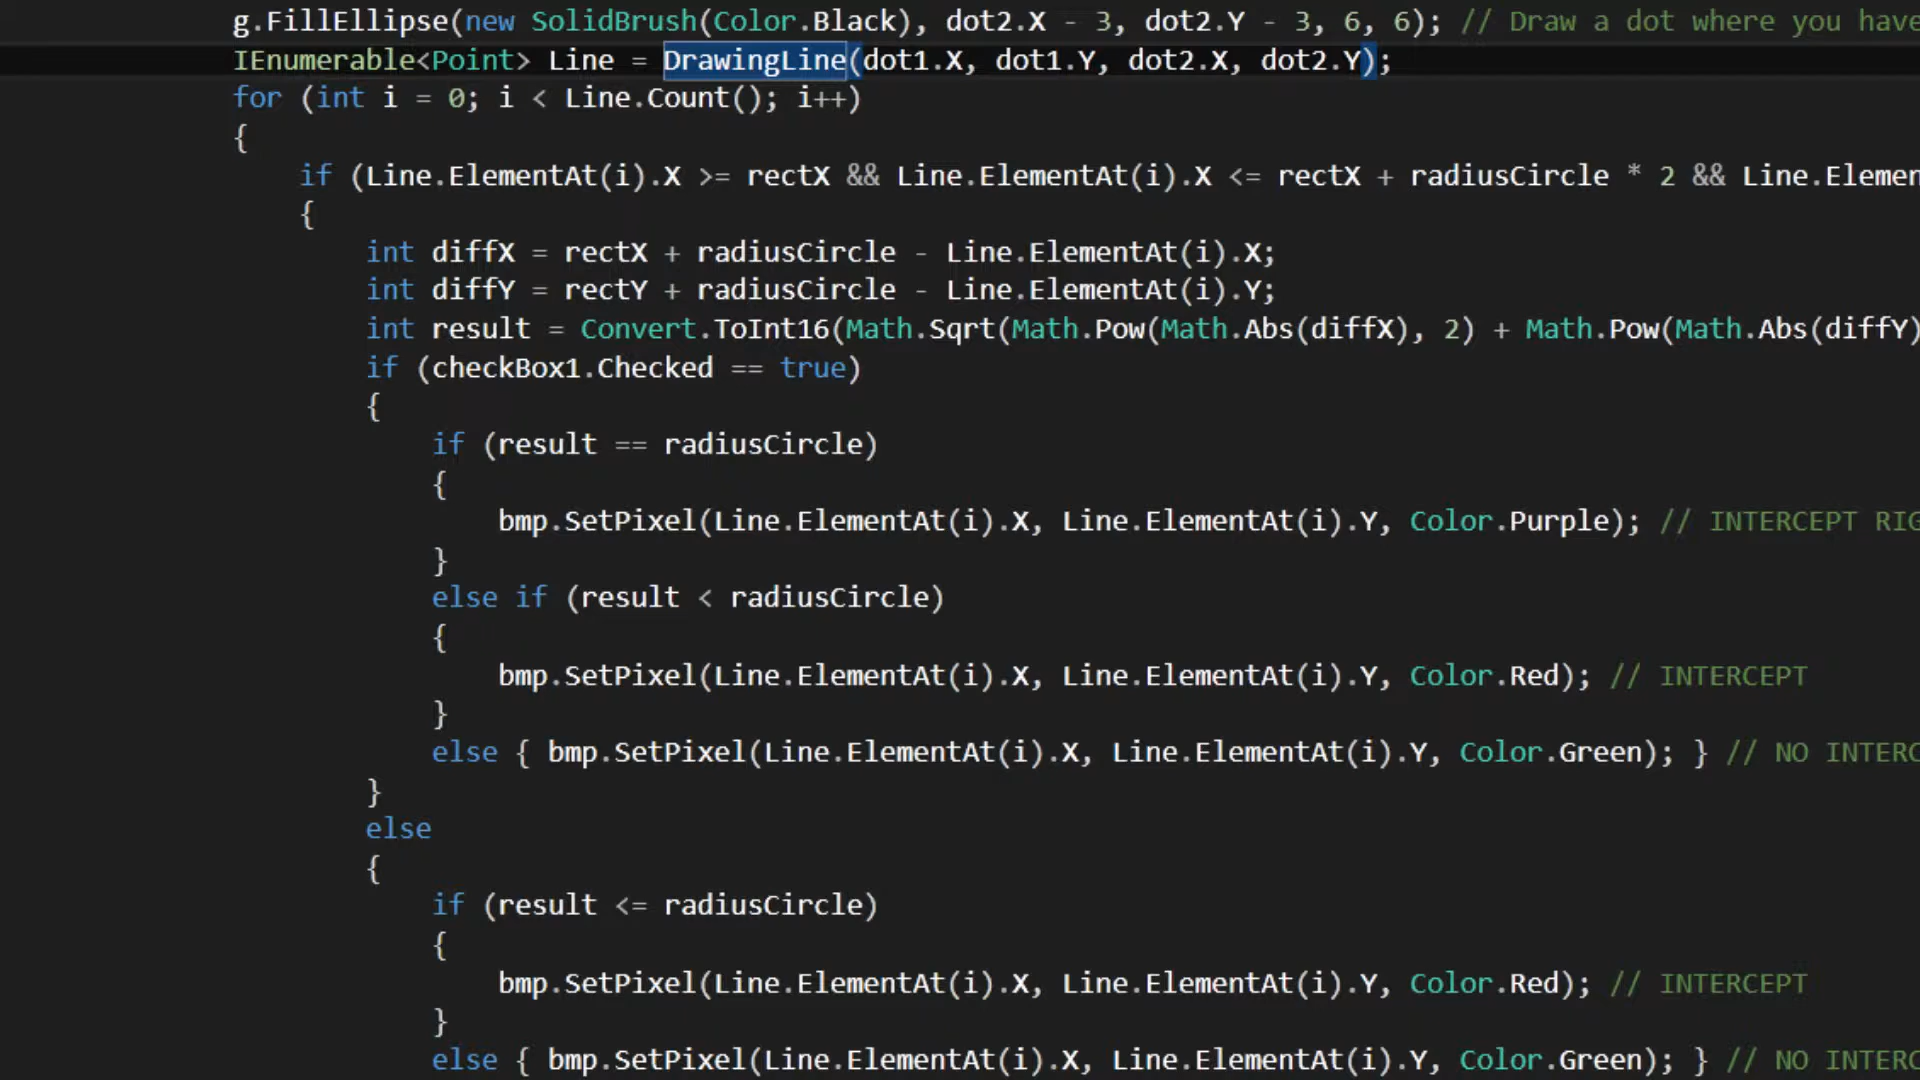 g.FillEllipse(new SolidBrush(Color.Black), dot2.X - 3, dot2.Y - 3, 6, 6); // Draw a dot where you have
IEnumerable<Point> Line = DrawingLine(dot1.X, dot1.Y, dot2.X, dot2.Y);
for (int i = 0; i < Line.Count(); i++)
{
if (Line.ElementAt(i).X >= rectX && Line.ElementAt(i).X <= rectX + radiusCircle * 2 && Line.Elemen
{
int diffX = rectX + radiusCircle - Line.ElementAt(i).X;
int diffY = rectY + radiusCircle - Line.ElementAt(i).Y;
int result = Convert.ToInt16(Math.Sqrt(Math.Pow(Math.Abs(diffX), 2) + Math.Pow(Math.Abs(diffY)
if (checkBox1.Checked == true)
{
if (result == radiusCircle)
{
bmp.SetPixel(Line.ElementAt(i).X, Line.ElementAt(i).Y, Color.Purple); // INTERCEPT RIG
}
else if (result < radiusCircle)
{
bmp.SetPixel(Line.ElementAt(i).X, Line.ElementAt(i).Y, Color.Red); // INTERCEPT
}
else { bmp.SetPixel(Line.ElementAt(i).X, Line.ElementAt(i).Y, Color.Green); } // NO INTERC
}
else
{
if (result <= radiusCircle)
{
bmp.SetPixel(Line.ElementAt(i).X, Line.ElementAt(i).Y, Color.Red); // INTERCEPT
}
else { bmp.SetPixel(Line.ElementAt(i).X, Line.ElementAt(i).Y, Color.Green); } // NO INTERC